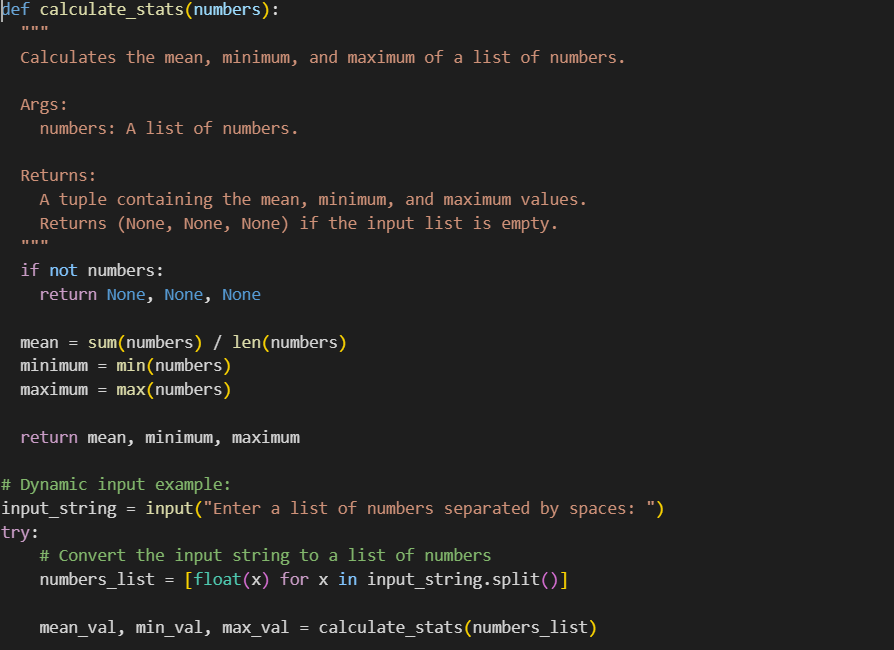 def calculate_stats(numbers):
  """
  Calculates the mean, minimum, and maximum of a list of numbers.

  Args:
    numbers: A list of numbers.

  Returns:
    A tuple containing the mean, minimum, and maximum values.
    Returns (None, None, None) if the input list is empty.
  """
  if not numbers:
    return None, None, None

  mean = sum(numbers) / len(numbers)
  minimum = min(numbers)
  maximum = max(numbers)

  return mean, minimum, maximum

# Dynamic input example:
input_string = input("Enter a list of numbers separated by spaces: ")
try:
    # Convert the input string to a list of numbers
    numbers_list = [float(x) for x in input_string.split()]

    mean_val, min_val, max_val = calculate_stats(numbers_list)